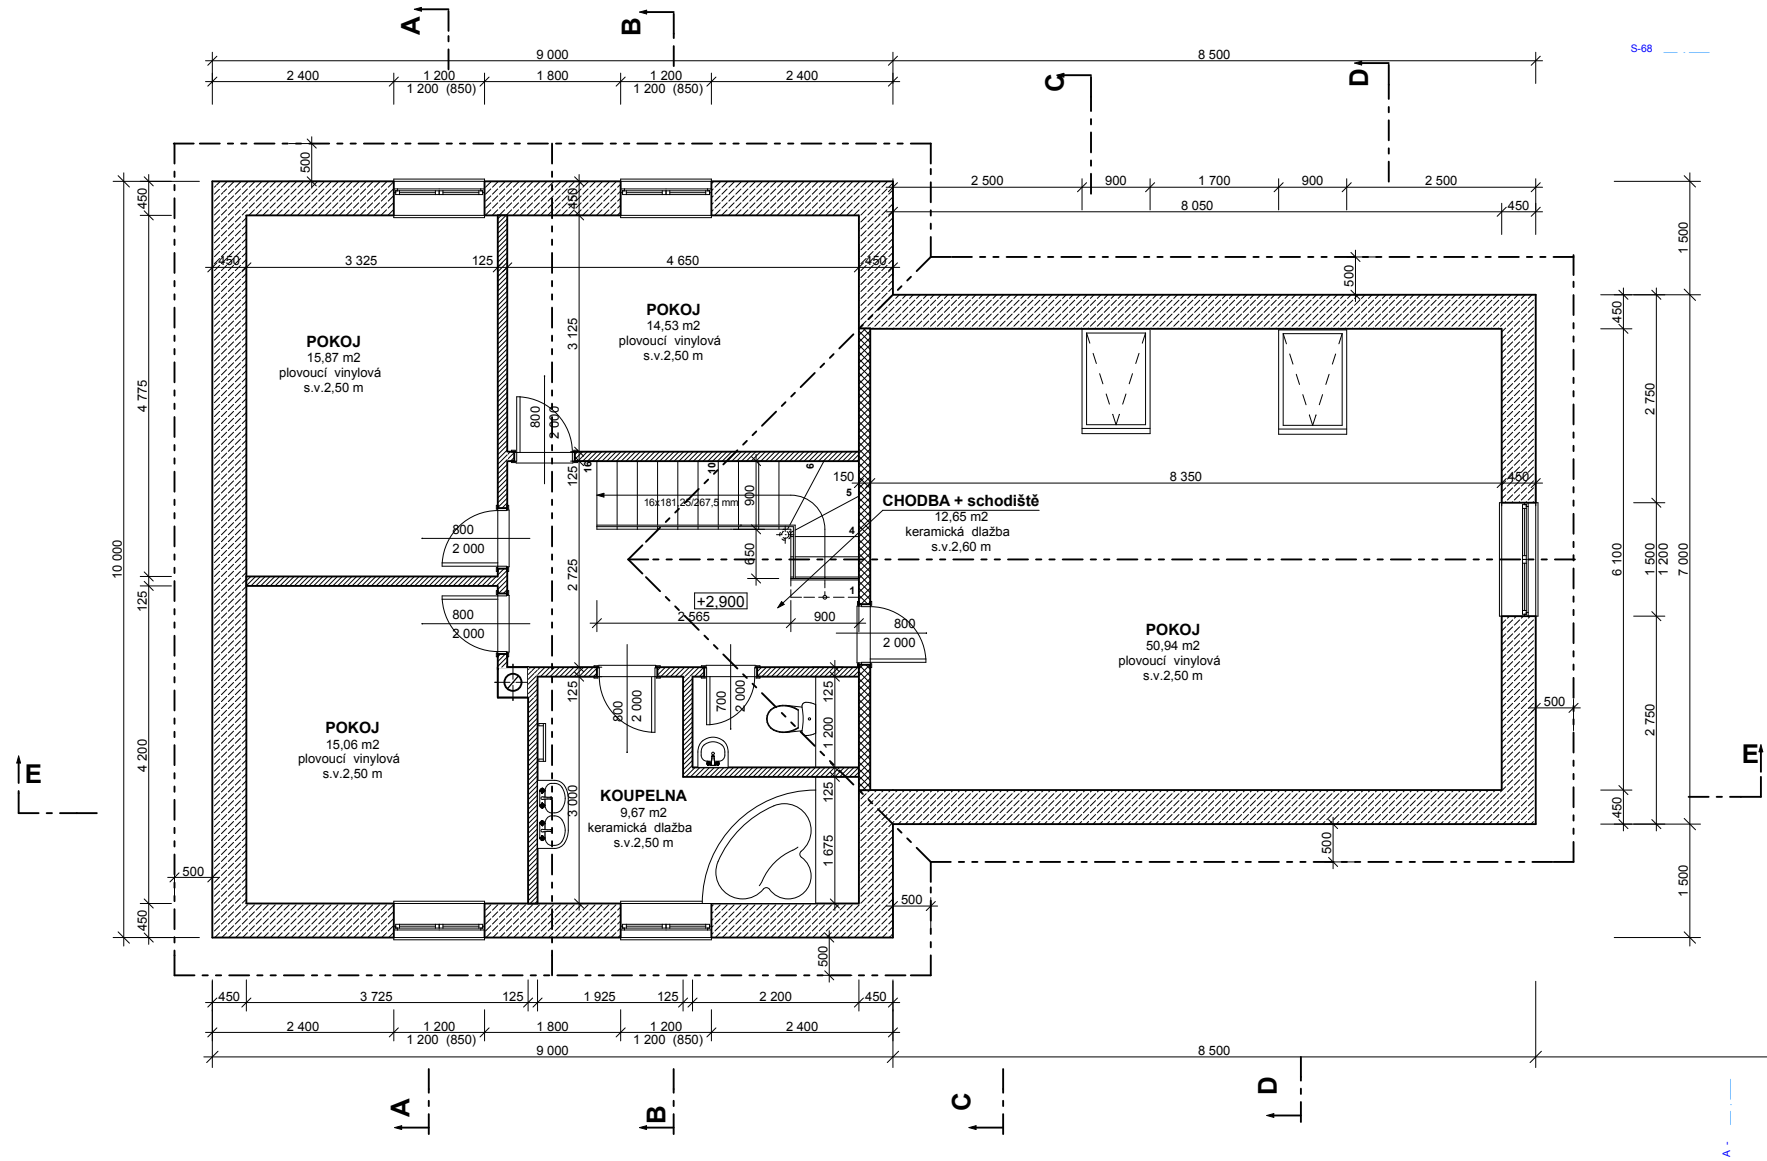 A
B
S-68
9 000
8 500
2 400
1 200
1 800
1 200
2 400
1 200 (850)
1 200 (850)
C
D
500
2 500
900
1 700
900
2 500
8 050
450
450
450
1 500
450
3 325
125
4 650
450
500
POKOJ
14,53 m2
plovoucí vinylová
s.v.2,50 m
POKOJ
15,87 m2
plovoucí vinylová
s.v.2,50 m
3 125
450
4 775
800
2 000
2 750
125
16
10
6
150
8 350
450
16x181,25/267,5 mm
900
5
CHODBA + schodiště
12,65 m2
keramická dlažba
s.v.2,60 m
4
800
2 000
650
10 000
2 725
6 100
1 500
1 200
7 000
125
1
+2,900
800
2 000
2 565
900
800
2 000
POKOJ
50,94 m2
plovoucí vinylová
s.v.2,50 m
125
800
2 000
700
2 000
125
500
POKOJ
15,06 m2
plovoucí vinylová
s.v.2,50 m
1 200
2 750
4 200
E
E
KOUPELNA
9,67 m2
keramická dlažba
s.v.2,50 m
3 000
125
450
1 675
500
500
500
1 500
450
500
450
3 725
125
1 925
125
2 200
450
2 400
1 200
1 800
1 200
2 400
1 200 (850)
1 200 (850)
9 000
8 500
A
B
C
D
A -